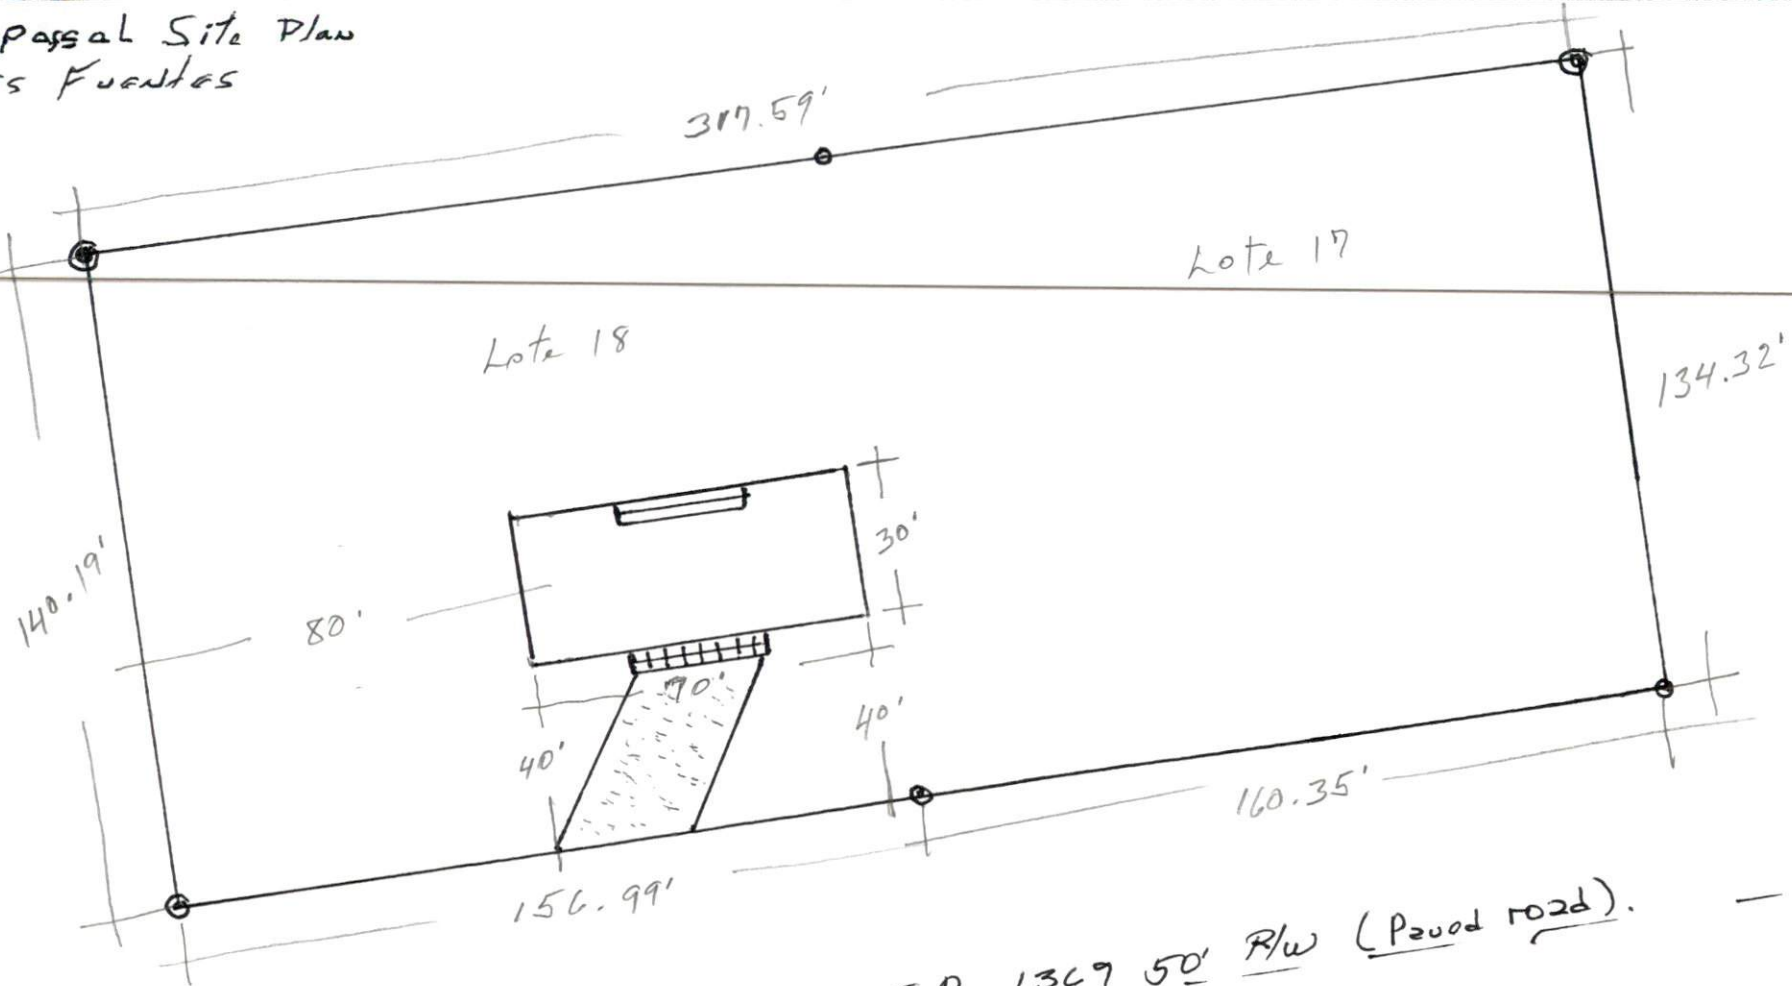 Site Plan
Fuentes
317.59'
Lote 17
Lote 18
134.32'
30'
140.19'
80'
70'
40'
40'
160.35'
156.99'
1369 50' R/W (Paved road).